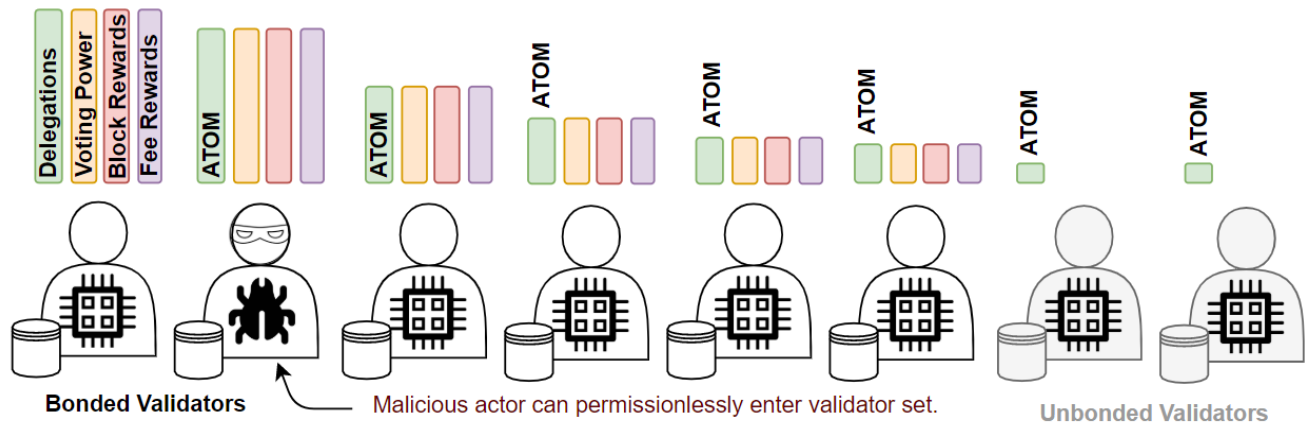 Delegations
Voting Power
Block Rewards
Fee Rewards
ATOM
ATOM
ATOM
ATOM
ATOM
ATOM
ATOM
Bonded Validators
Malicious actor can permissionlessly enter validator set.
Unbonded Validators